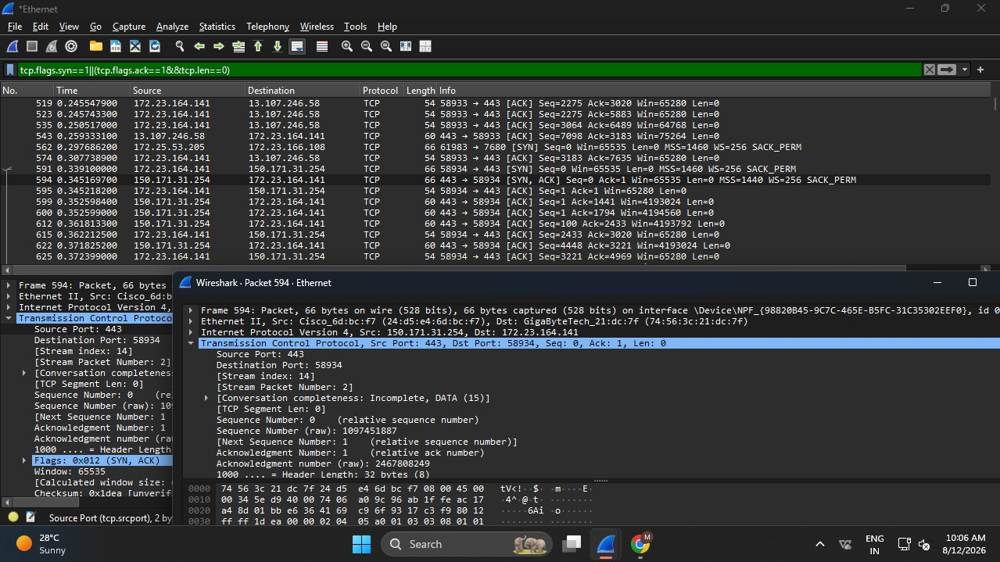 *Ethernet
File Edit View Go Capture Analyze Statistics Telephony Wireless Tools Help
tcp.flags.syn==1||(tcp.flags.ack==1&&tcp.len==0)
No. Time Source Destination Protocol Length Info
519 0.245547900 172.23.164.141 13.107.246.58 TCP 54 58933 → 443 [ACK] Seq=2275 Ack=3020 Win=65280 Len=0
523 0.245743300 172.23.164.141 13.107.246.58 TCP 54 58933 → 443 [ACK] Seq=2275 Ack=5883 Win=65280 Len=0
535 0.250517000 172.23.164.141 13.107.246.58 TCP 54 58933 → 443 [ACK] Seq=3064 Ack=6489 Win=64768 Len=0
543 0.259333100 13.107.246.58 172.23.164.141 TCP 60 443 → 58933 [ACK] Seq=7098 Ack=3183 Win=75264 Len=0
562 0.297686200 172.25.53.205 172.23.166.108 TCP 66 61983 → 7680 [SYN] Seq=0 Win=65535 Len=0 MSS=1460 WS=256 SACK_PERM
574 0.307738900 172.23.164.141 13.107.246.58 TCP 54 58933 → 443 [ACK] Seq=3183 Ack=7635 Win=65280 Len=0
591 0.339100000 172.23.164.141 150.171.31.254 TCP 66 58934 → 443 [SYN] Seq=0 Win=65535 Len=0 MSS=1460 WS=256 SACK_PERM
594 0.345169700 150.171.31.254 172.23.164.141 TCP 66 443 → 58934 [SYN, ACK] Seq=0 Ack=1 Win=65535 Len=0 MSS=1440 WS=256 SACK_PERM
595 0.345218200 172.23.164.141 150.171.31.254 TCP 54 58934 → 443 [ACK] Seq=1 Ack=1 Win=65280 Len=0
599 0.352598400 150.171.31.254 172.23.164.141 TCP 60 443 → 58934 [ACK] Seq=1 Ack=1441 Win=4193024 Len=0
600 0.352599000 150.171.31.254 172.23.164.141 TCP 60 443 → 58934 [ACK] Seq=1 Ack=1794 Win=4194560 Len=0
612 0.361813300 150.171.31.254 172.23.164.141 TCP 60 443 → 58934 [ACK] Seq=100 Ack=2433 Win=4193792 Len=0
615 0.362212500 172.23.164.141 150.171.31.254 TCP 54 58934 → 443 [ACK] Seq=2433 Ack=3020 Win=65280 Len=0
622 0.371825200 150.171.31.254 172.23.164.141 TCP 60 443 → 58934 [ACK] Seq=4448 Ack=3221 Win=4193024 Len=0
625 0.372399000 172.23.164.141 150.171.31.254 TCP 54 58934 → 443 [ACK] Seq=3221 Ack=4969 Win=65280 Len=0
Frame 594: Packet, 66 bytes
Ethernet II, Src: Cisco_6d:b
Internet Protocol Version 4,
Transmission Control Protoco
Source Port: 443
Destination Port: 58934
[Stream index: 14]
[Stream Packet Number: 2]
[Conversation completenes
[TCP Segment Len: 0]
Sequence Number: 0 (re
Sequence Number (raw): 109
[Next Sequence Number: 1
Acknowledgment Number: 1
Acknowledgment number (ra
1000 .... = Header Length
Flags: 0x012 (SYN, ACK)
Window: 65535
[Calculated window size:
Checksum: 0x1dea [unverif
Source Port (tcp.srcport), 2 by
Wireshark · Packet 594 · Ethernet
Frame 594: Packet, 66 bytes on wire (528 bits), 66 bytes captured (528 bits) on interface \Device\NPF_{98820B45-9C7C-465E-B5FC-31C35302EEF0}, id 0
Ethernet II, Src: Cisco_6d:bc:f7 (24:d5:e4:6d:bc:f7), Dst: GigaByteTech_21:dc:7f (74:56:3c:21:dc:7f)
Internet Protocol Version 4, Src: 150.171.31.254, Dst: 172.23.164.141
Transmission Control Protocol, Src Port: 443, Dst Port: 58934, Seq: 0, Ack: 1, Len: 0
Source Port: 443
Destination Port: 58934
[Stream index: 14]
[Stream Packet Number: 2]
[Conversation completeness: Incomplete, DATA (15)]
[TCP Segment Len: 0]
Sequence Number: 0 (relative sequence number)
Sequence Number (raw): 1097451887
[Next Sequence Number: 1 (relative sequence number)]
Acknowledgment Number: 1 (relative ack number)
Acknowledgment number (raw): 2467808249
1000 .... = Header Length: 32 bytes (8)
0000 74 56 3c 21 dc 7f 24 d5 e4 6d bc f7 08 00 45 00 tV<!··$· ·m····E·
0010 00 34 5e d9 40 00 74 06 a0 9c 96 ab 1f fe ac 17 ·4^·@·t· ········
0020 a4 8d 01 bb e6 36 41 69 c9 6f 93 17 c3 f9 80 12 ·····6Ai ·o······
0030 ff ff 1d ea 00 00 02 04 05 a0 01 03 03 08 01 01 ········ ········
28°C
Sunny
Search
M
ENG
IN
10:06 AM
8/12/2026